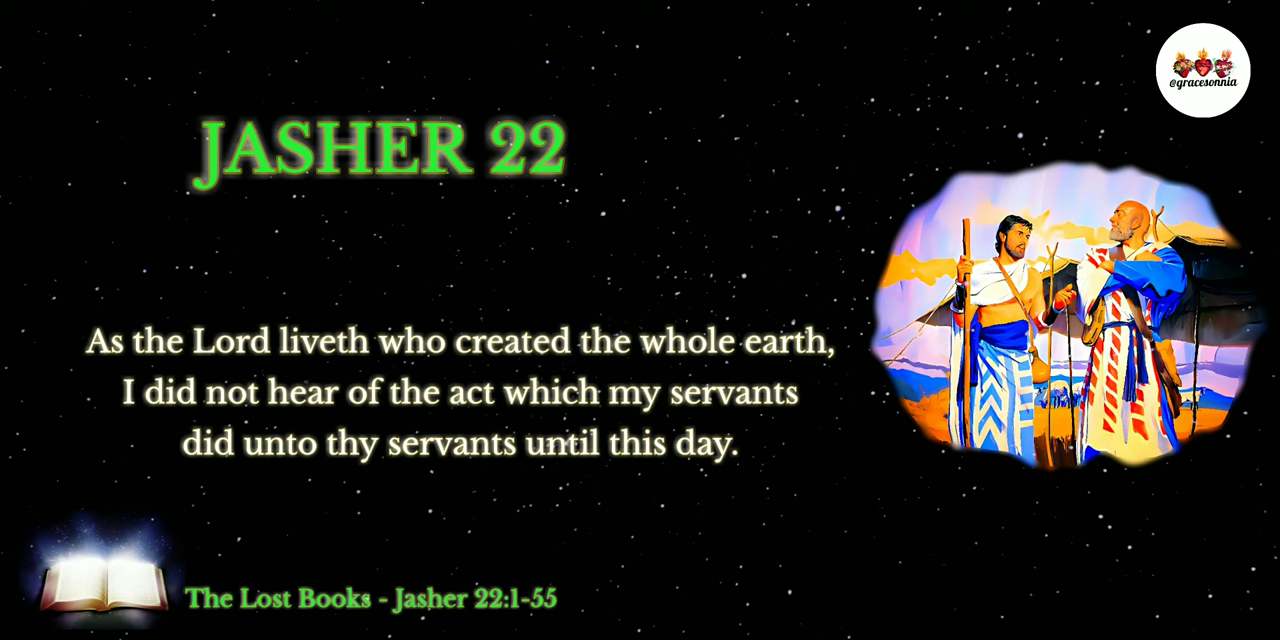 @gracesonnia
JASHER 22
As the Lord liveth who created the whole earth,
I did not hear of the act which my servants
did unto thy servants until this day.
The Lost Books - Jasher 22:1-55